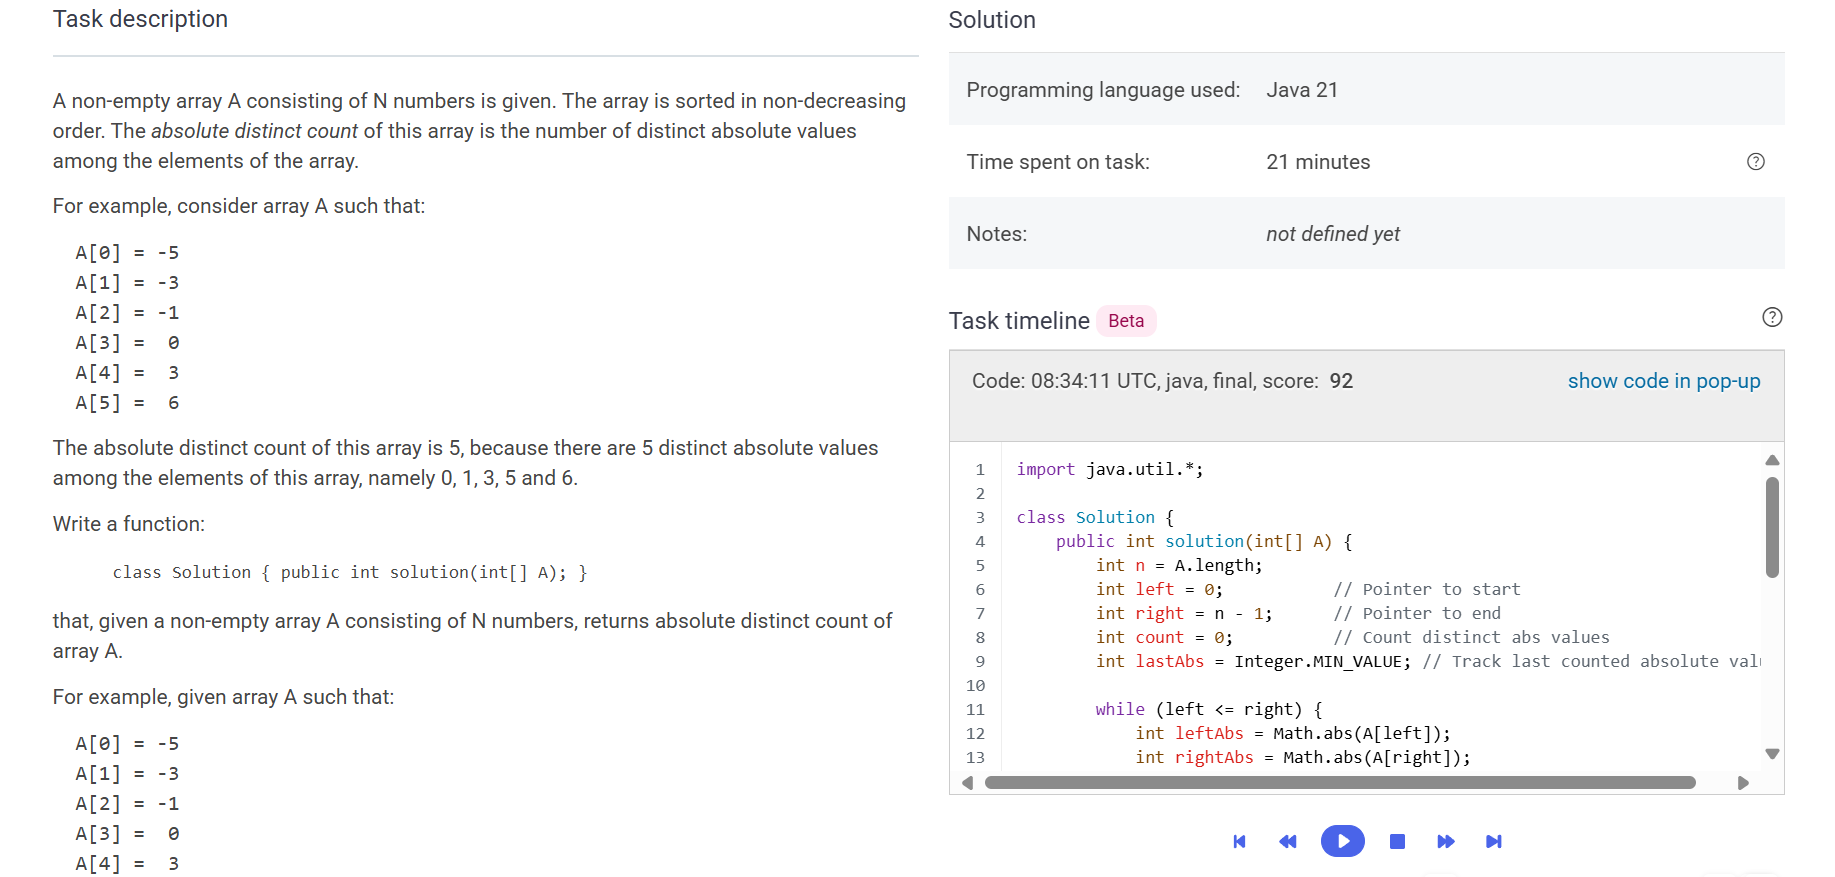 Task description
A non-empty array A consisting of N numbers is given. The array is sorted in non-decreasing
order. The absolute distinct count of this array is the number of distinct absolute values
among the elements of the array.
For example, consider array A such that:
A[0] = -5
A[1] = -3
A[2] = -1
A[3] =  0
A[4] =  3
A[5] =  6
The absolute distinct count of this array is 5, because there are 5 distinct absolute values
among the elements of this array, namely 0, 1, 3, 5 and 6.
Write a function:
class Solution { public int solution(int[] A); }
that, given a non-empty array A consisting of N numbers, returns absolute distinct count of
array A.
For example, given array A such that:
A[0] = -5
A[1] = -3
A[2] = -1
A[3] =  0
A[4] =  3
Solution
Programming language used: Java 21
Time spent on task: 21 minutes
Notes: not defined yet
Task timeline Beta
Code: 08:34:11 UTC, java, final, score: 92
show code in pop-up
1 import java.util.*;
2
3 class Solution {
4     public int solution(int[] A) {
5         int n = A.length;
6         int left = 0;           // Pointer to start
7         int right = n - 1;      // Pointer to end
8         int count = 0;          // Count distinct abs values
9         int lastAbs = Integer.MIN_VALUE; // Track last counted absolute
10
11         while (left <= right) {
12             int leftAbs = Math.abs(A[left]);
13             int rightAbs = Math.abs(A[right]);